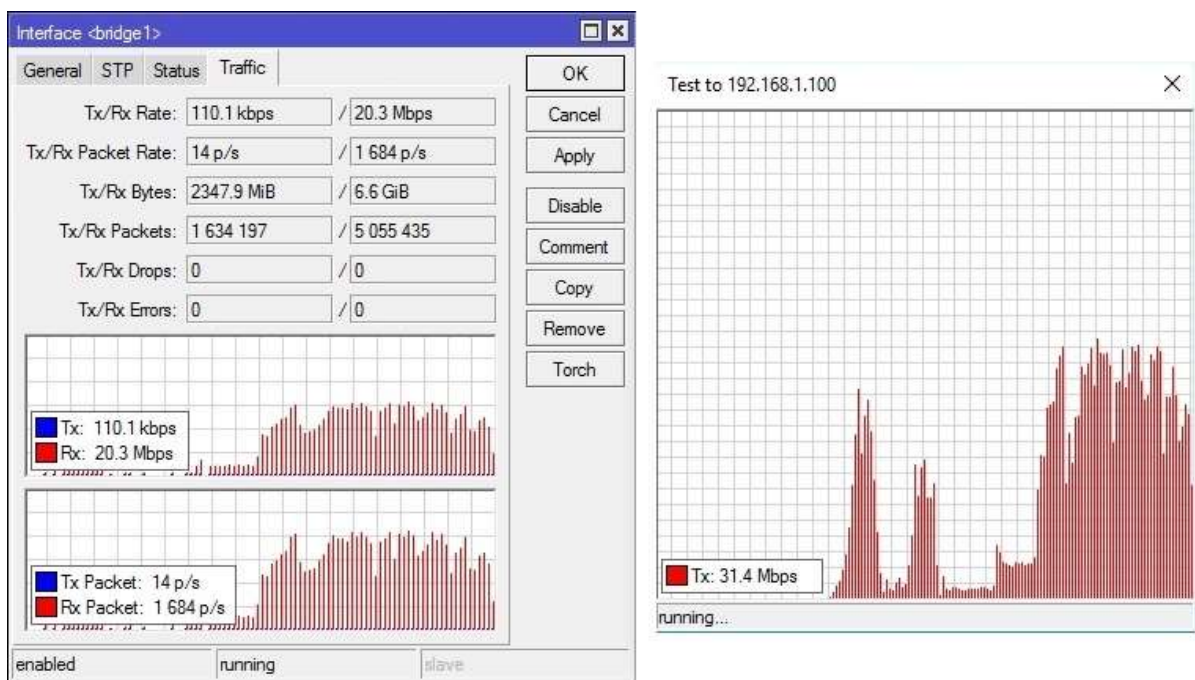 Interface <bridge1>
General STP Status Traffic
Tx/Rx Rate: 110.1 kbps / 20.3 Mbps
Tx/Rx Packet Rate: 14 p/s / 1 684 p/s
Tx/Rx Bytes: 2347.9 MiB / 6.6 GiB
Tx/Rx Packets: 1 634 197 / 5 055 435
Tx/Rx Drops: 0 / 0
Tx/Rx Errors: 0 / 0
Tx: 110.1 kbps
Rx: 20.3 Mbps
Tx Packet: 14 p/s
Rx Packet: 1 684 p/s
enabled running slave
OK
Cancel
Apply
Disable
Comment
Copy
Remove
Torch
Test to 192.168.1.100
Tx: 31.4 Mbps
running...